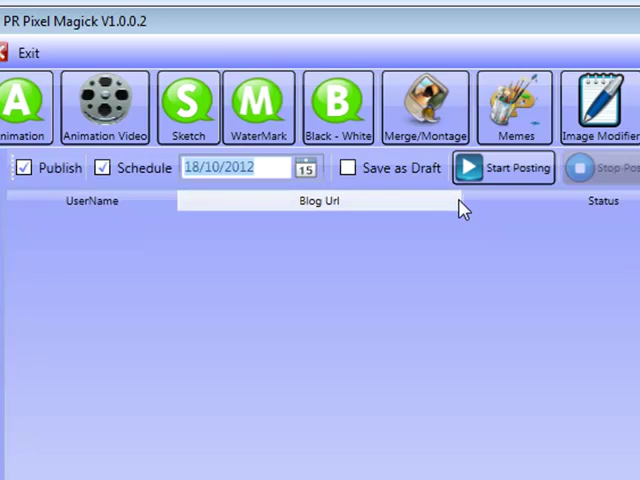 PR Pixel Magick V1.0.0.2
Exit
A S M B
nimation Animation Video Sketch WaterMark Black - White Merge/Montage Memes Image Modifier
Publish Schedule 18/10/2012 15 Save as Draft Start Posting Stop Pos
UserName Blog Url Status